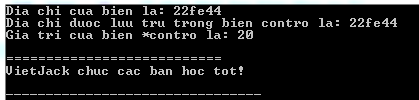 Dia chi cua bien la: 22fe44
Dia chi duoc luu tru trong bien contro la: 22fe44
Gia tri cua bien *contro la: 20
===========================
VietJack chuc cac ban hoc tot!
--------------------------------